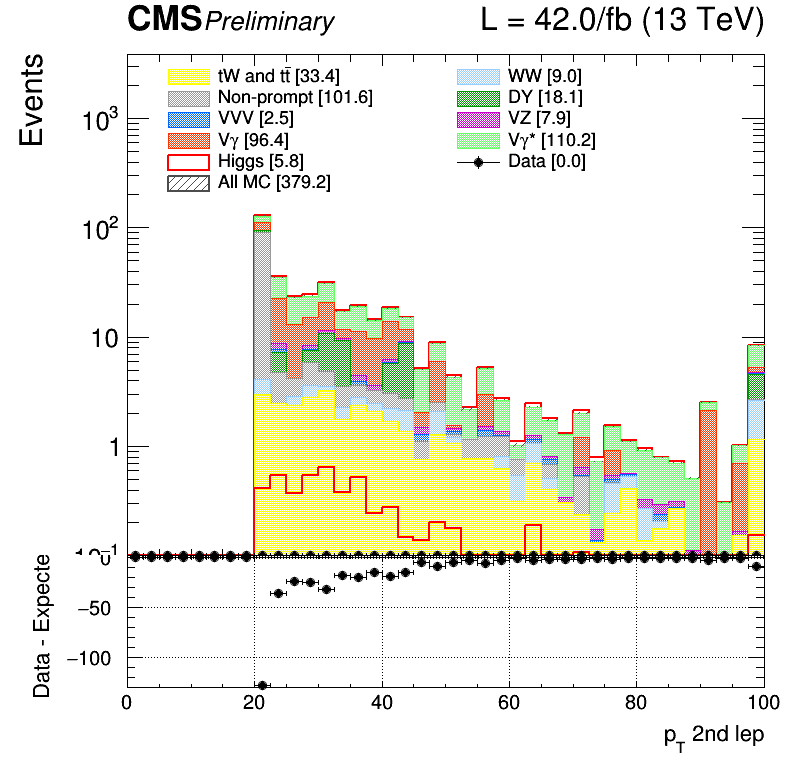 CMS Preliminary L = 42.0/fb (13 TeV)
Events
tW and tt̄ [33.4] WW [9.0]
Non-prompt [101.6] DY [18.1]
VVV [2.5] VZ [7.9]
Vγ [96.4] Vγ* [110.2]
Higgs [5.8] Data [0.0]
All MC [379.2]
10³
10²
10
1
Data - Expecte
0
−50
−100
0 20 40 60 80 100
p_T 2nd lep